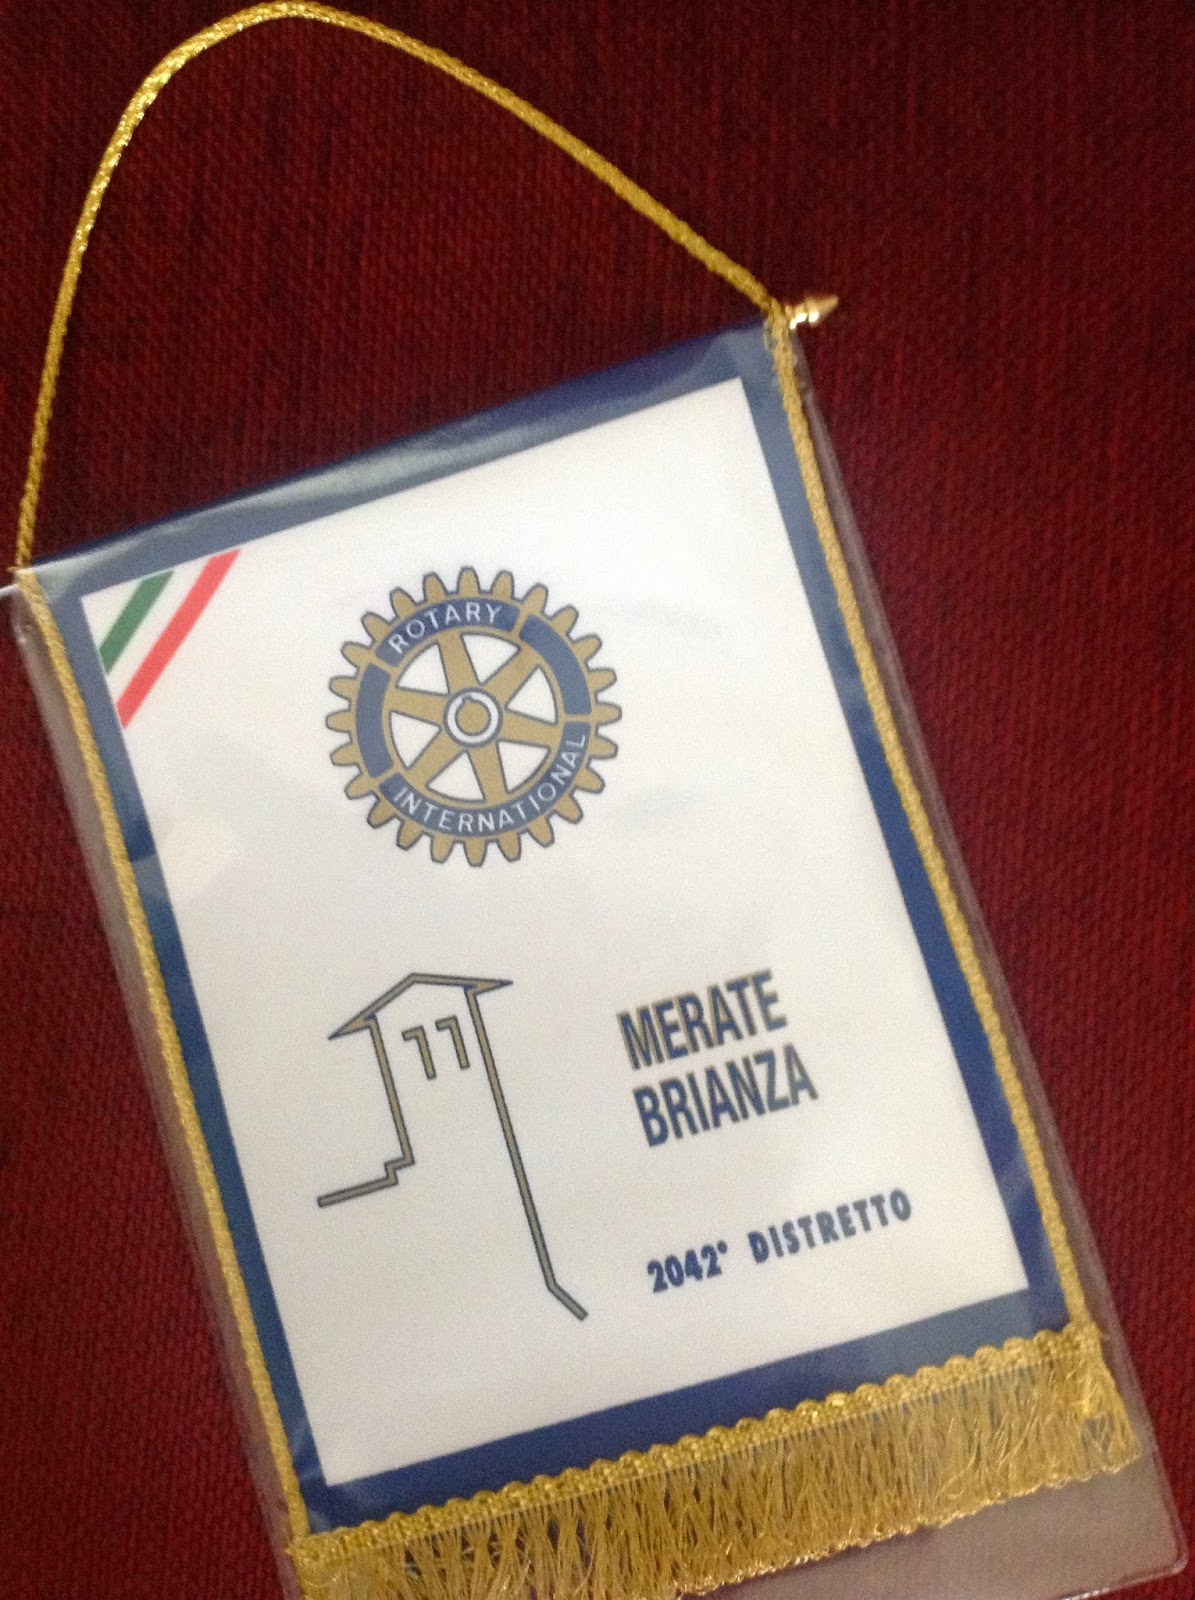 ROTARY
INTERNATIONAL
MERATE
BRIANZA
2042° DISTRETTO